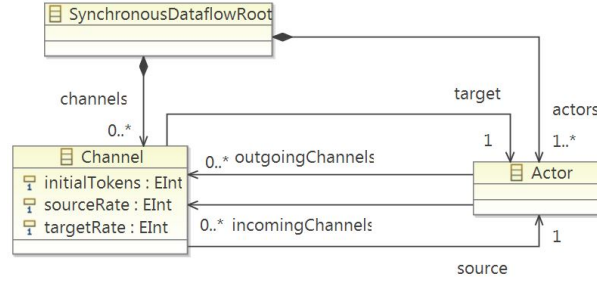 SynchronousDataflowRoot
channels
0..*
target
actors
1
1..*
Channel
0..* outgoingChannels
Actor
initialTokens : EInt
sourceRate : EInt
targetRate : EInt
0..* incomingChannels
1
source